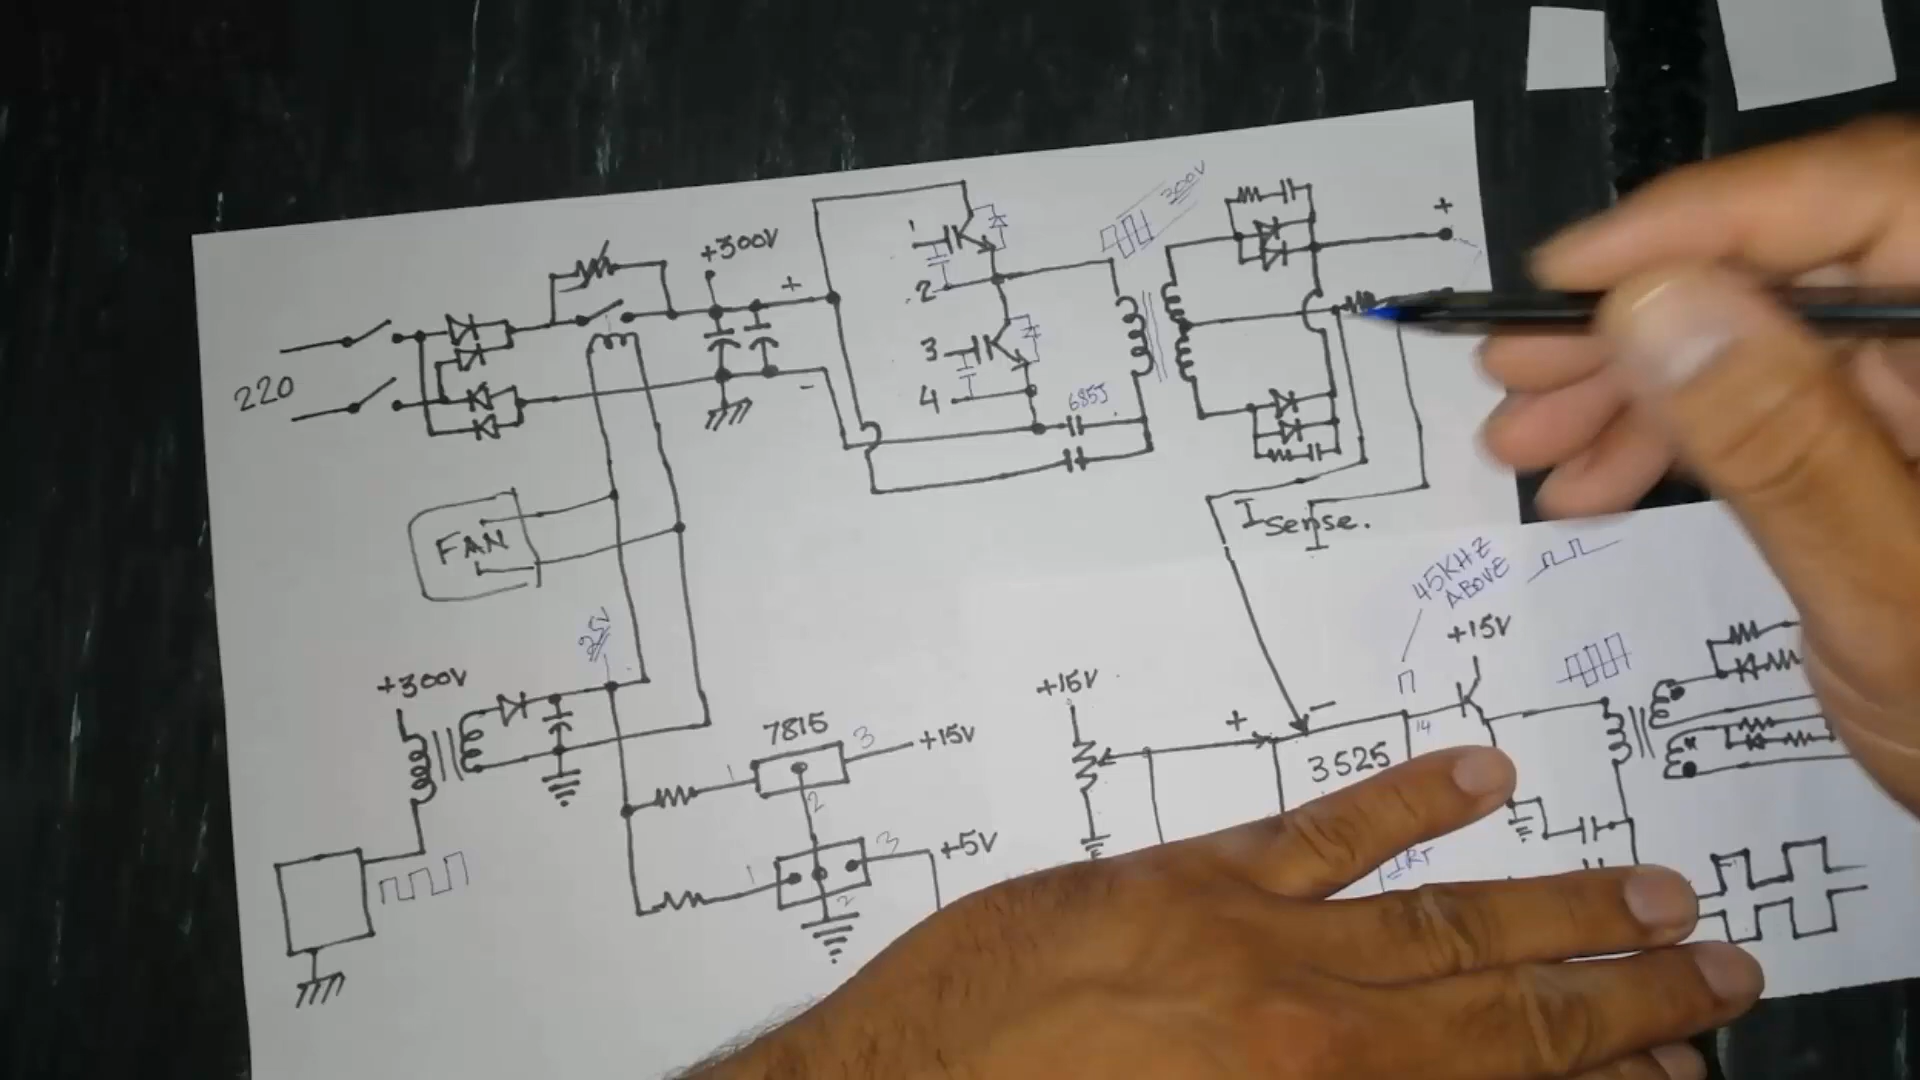 +300V
+
1
300V
+
220
2
3
4
-
685J
I sense.
FAN
45KHZ
ABOVE
25V
+15V
+300V
+15V
7815
1
3
+15V
2
+
-
14
3525
1
3
+5V
2
RT